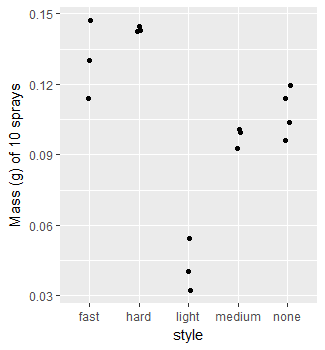 0.15
0.12
0.09
0.06
0.03
Mass (g) of 10 sprays
fast hard light medium none
style